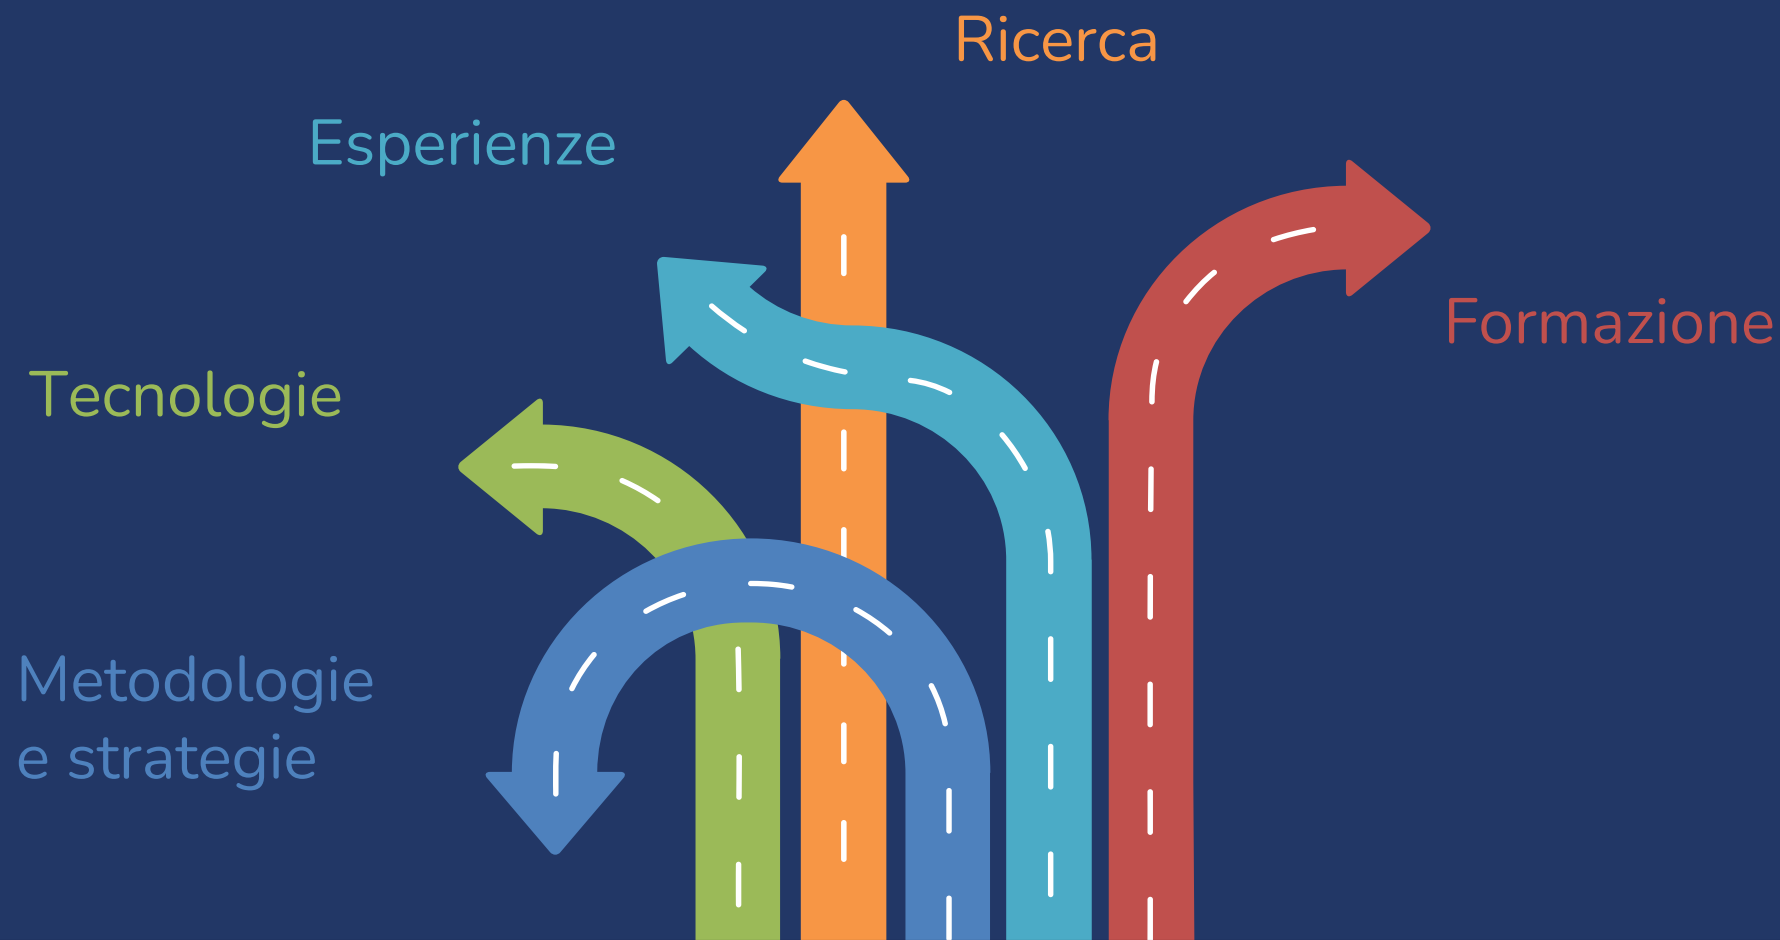 Ricerca
Esperienze
Formazione
Tecnologie
Metodologie
e strategie